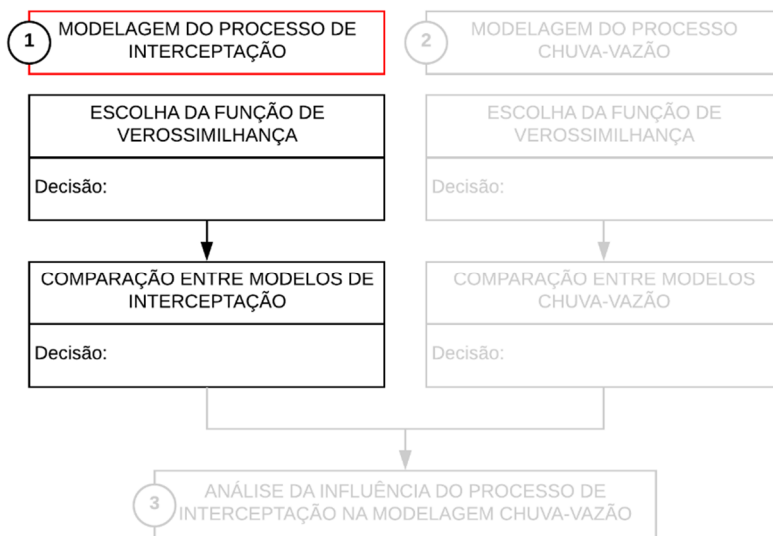 1
MODELAGEM DO PROCESSO DE
INTERCEPTAÇÃO
ESCOLHA DA FUNÇÃO DE
VEROSSIMILHANÇA
Decisão:
COMPARAÇÃO ENTRE MODELOS DE
INTERCEPTAÇÃO
Decisão:
2
MODELAGEM DO PROCESSO
CHUVA-VAZÃO
ESCOLHA DA FUNÇÃO DE
VEROSSIMILHANÇA
Decisão:
COMPARAÇÃO ENTRE MODELOS
CHUVA-VAZÃO
Decisão:
3
ANÁLISE DA INFLUÊNCIA DO PROCESSO DE
INTERCEPTAÇÃO NA MODELAGEM CHUVA-VAZÃO